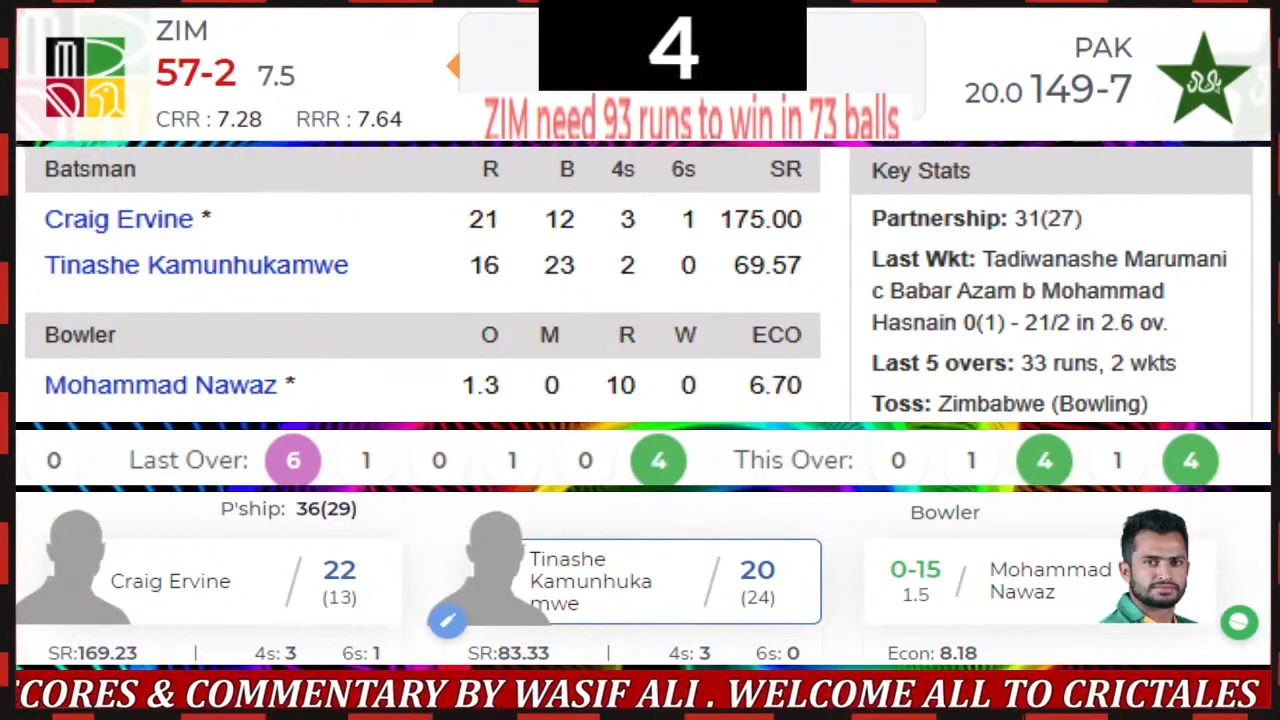 ZIM
57-2 7.5
CRR : 7.28 RRR : 7.64
4
ZIM need 93 runs to win in 73 balls
PAK
20.0 149-7
Batsman R B 4s 6s SR
Craig Ervine * 21 12 3 1 175.00
Tinashe Kamunhukamwe 16 23 2 0 69.57
Bowler O M R W ECO
Mohammad Nawaz * 1.3 0 10 0 6.70
Key Stats
Partnership: 31(27)
Last Wkt: Tadiwanashe Marumani
c Babar Azam b Mohammad
Hasnain 0(1) - 21/2 in 2.6 ov.
Last 5 overs: 33 runs, 2 wkts
Toss: Zimbabwe (Bowling)
0 Last Over: 6 1 0 1 0 4 This Over: 0 1 4 1 4
P'ship: 36(29)
Craig Ervine / 22
(13)
SR:169.23 | 4s: 3 6s: 1
Tinashe
Kamunhuka
mwe
/ 20
(24)
SR:83.33 | 4s: 3 6s: 0
Bowler
0-15 / Mohammad
1.5 Nawaz
Econ: 8.18
CORES & COMMENTARY BY WASIF ALI . WELCOME ALL TO CRICTALES